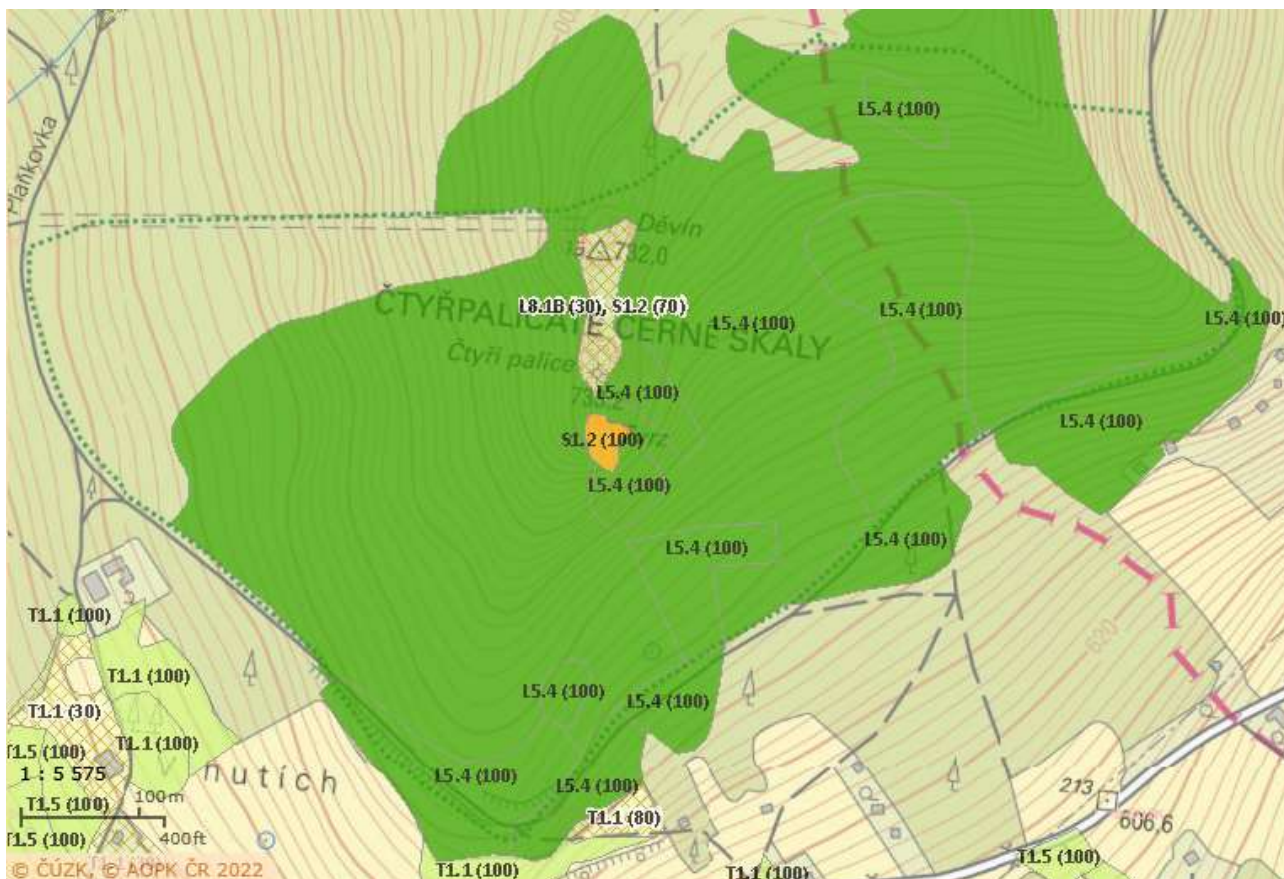 Plaňkovka
L5.4 (100)
Děvín
732,0
L8.1B (30), S1.2 (70)
L5.4 (100)
L5.4 (100)
L5.4 (100)
ČTYŘPALICATÉ ČERNÉ SKÁLY
Čtyři palice
L5.4 (100)
L5.4 (100)
S1.2 (100)
L5.4 (100)
L5.4 (100)
L5.4 (100)
T1.1 (100)
620
T1.1 (100)
L5.4 (100)
L5.4 (100)
T1.1 (30)
T1.1 (100)
T1.5 (100)
nutích
L5.4 (100)
L5.4 (100)
1 : 5 575
213
100m
T1.5 (100)
T1.1 (80)
606,6
400ft
T1.5 (100)
T1.5 (100)
T1.1 (100)
T1.1 (100)
© ČÚZK, © AOPK ČR 2022